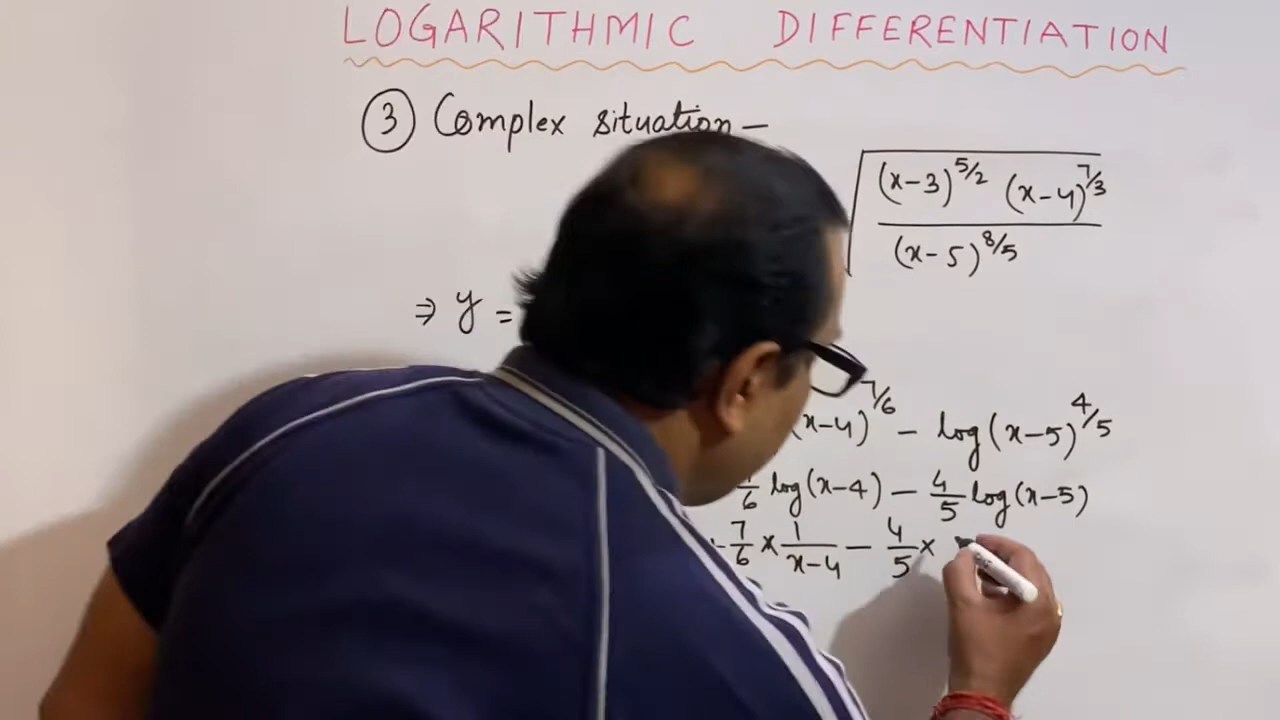 LOGARITHMIC DIFFERENTIATION
③ Complex situation —
√((x-3)^{5/2} (x-4)^{7/3} / (x-5)^{8/5})
⇒ y =
(x-4)^{7/6} - log(x-5)^{4/5}
/6 log(x-4) - 4/5 log(x-5)
7/6 × 1/(x-4) - 4/5 ×